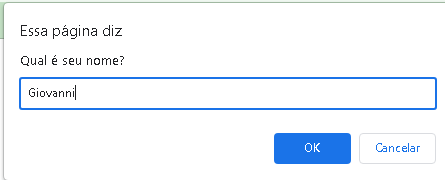 Essa página diz
Qual é seu nome?
Giovanni
OK
Cancelar